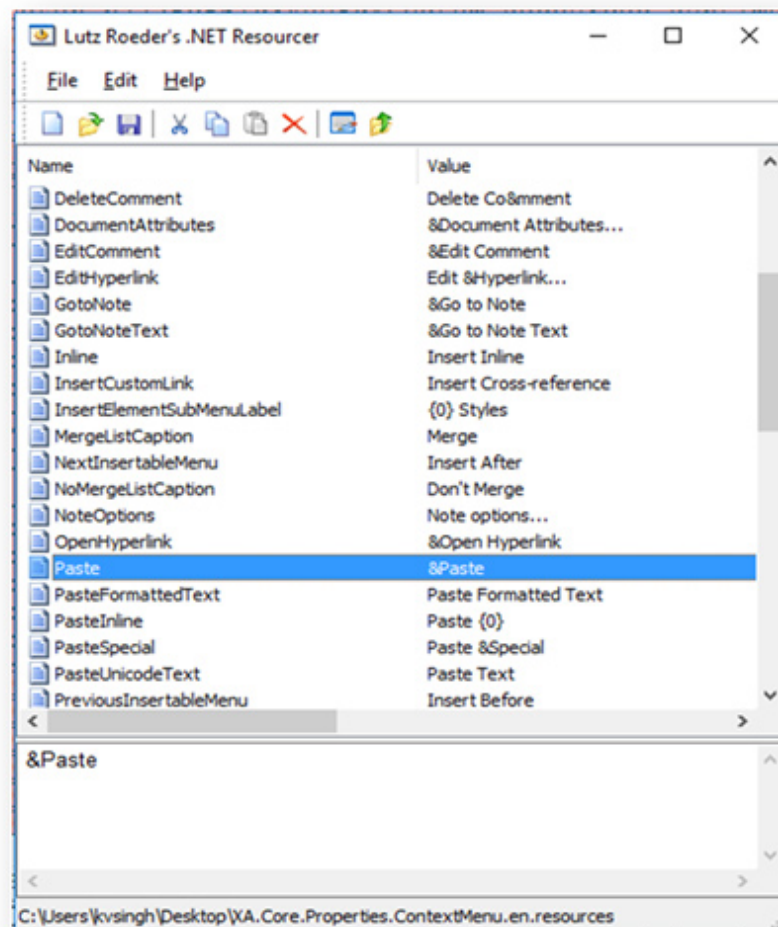 Lutz Roeder's .NET Resourcer
File Edit Help
Name Value
DeleteComment Delete Co&mment
DocumentAttributes &Document Attributes...
EditComment &Edit Comment
EditHyperlink Edit &Hyperlink...
GotoNote &Go to Note
GotoNoteText &Go to Note Text
Inline Insert Inline
InsertCustomLink Insert Cross-reference
InsertElementSubMenuLabel {0} Styles
MergeListCaption Merge
NextInsertableMenu Insert After
NoMergeListCaption Don't Merge
NoteOptions Note options...
OpenHyperlink &Open Hyperlink
Paste &Paste
PasteFormattedText Paste Formatted Text
PasteInline Paste {0}
PasteSpecial Paste &Special
PasteUnicodeText Paste Text
PreviousInsertableMenu Insert Before
&Paste
C:\Users\kvsingh\Desktop\XA.Core.Properties.ContextMenu.en.resources